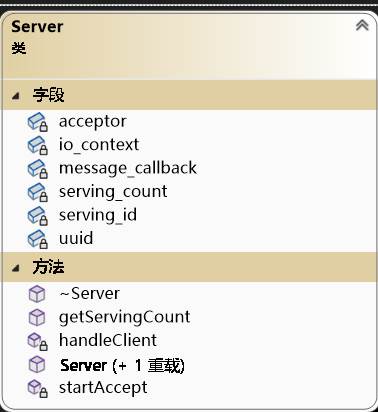 Server
类
字段
acceptor
io_context
message_callback
serving_count
serving_id
uuid
方法
~Server
getServingCount
handleClient
Server (+ 1 重载)
startAccept